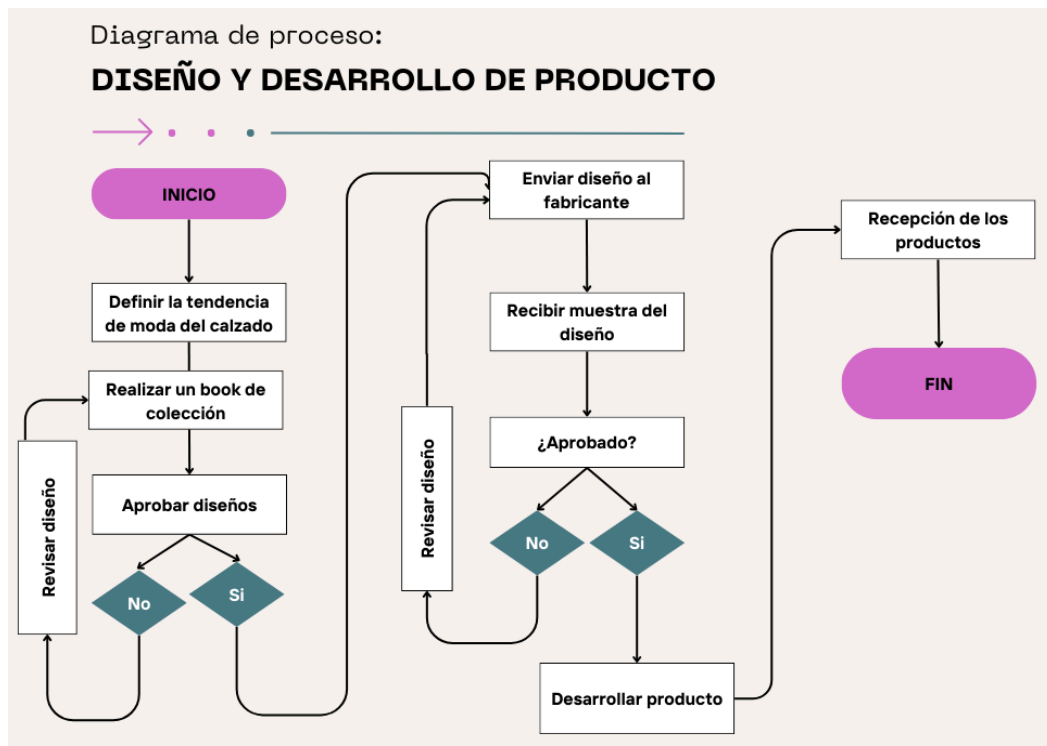 Diagrama de proceso:
DISEÑO Y DESARROLLO DE PRODUCTO
INICIO
Definir la tendencia
de moda del calzado
Realizar un book de
colección
Aprobar diseños
No
Si
Revisar diseño
Enviar diseño al
fabricante
Recibir muestra del
diseño
¿Aprobado?
No
Si
Revisar diseño
Desarrollar producto
Recepción de los
productos
FIN